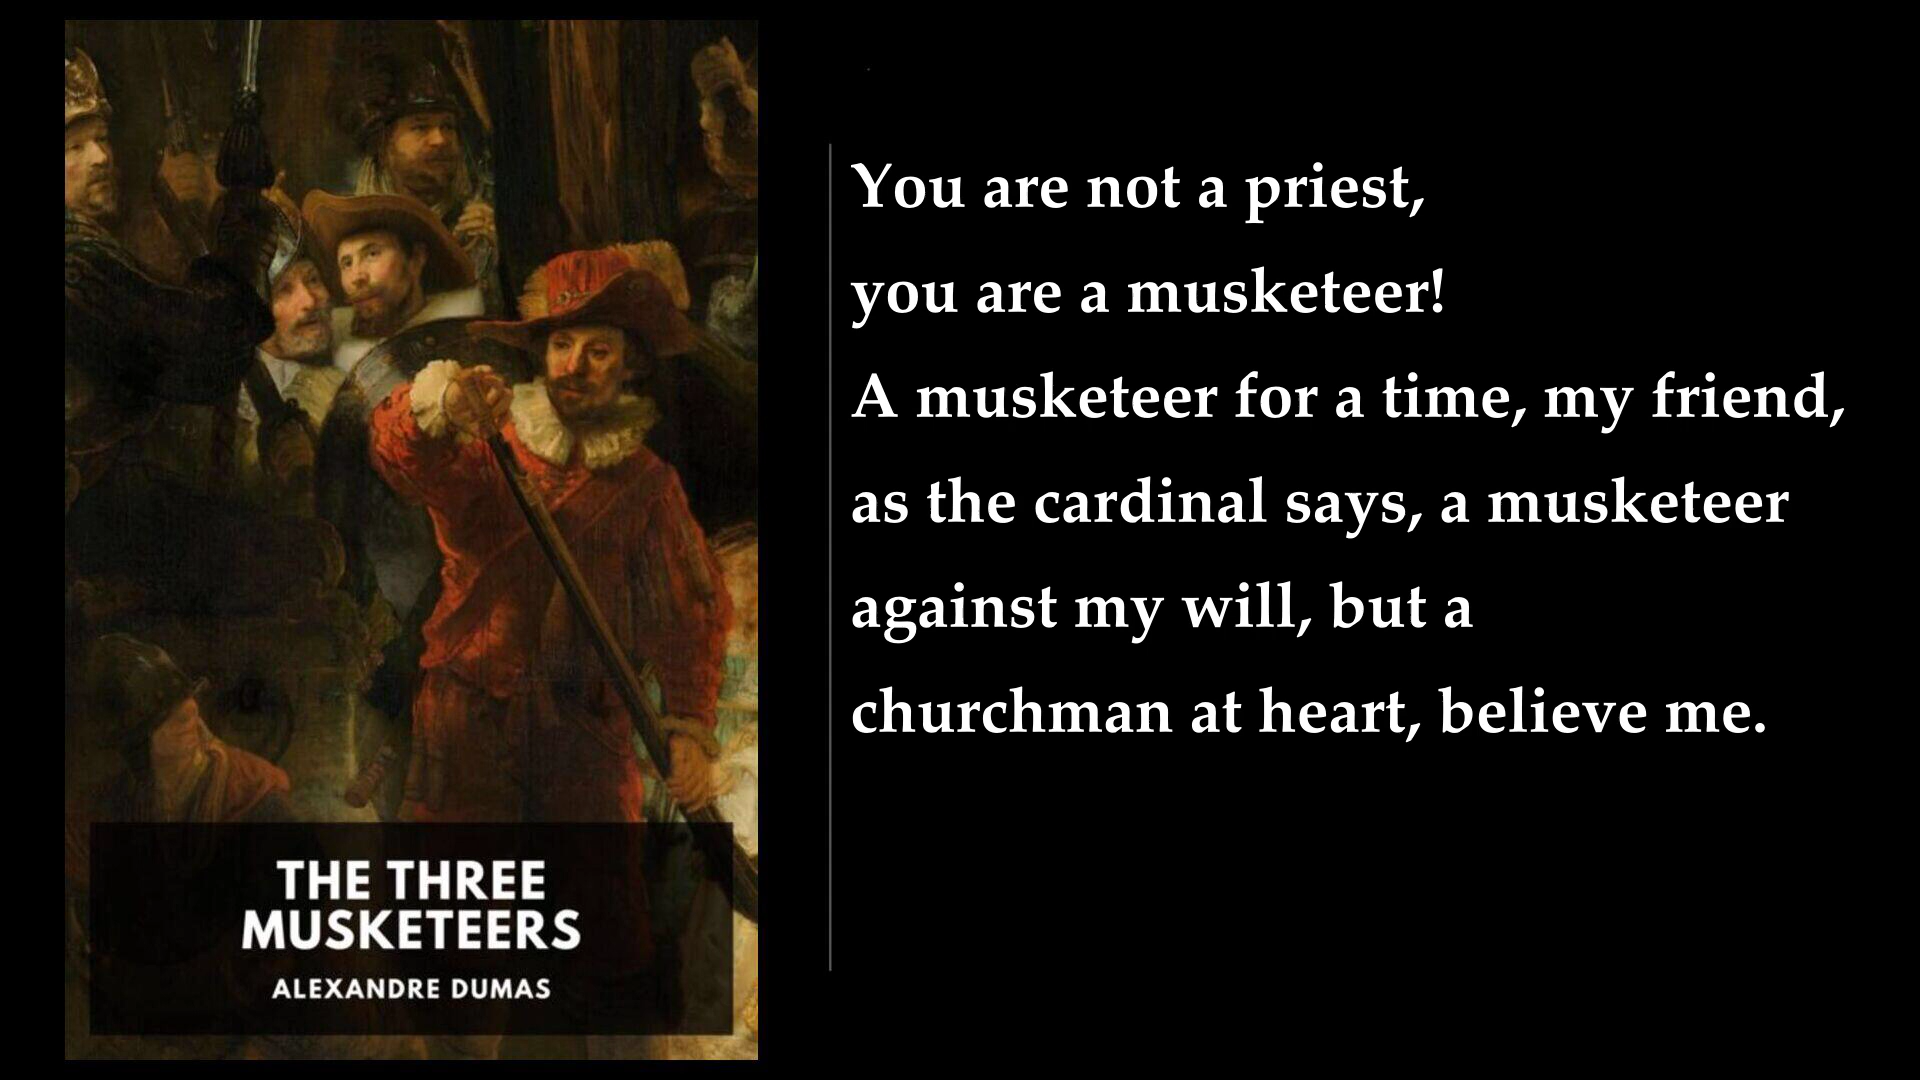 THE THREE
MUSKETEERS
ALEXANDRE DUMAS
You are not a priest,
you are a musketeer!
A musketeer for a time, my friend,
as the cardinal says, a musketeer
against my will, but a
churchman at heart, believe me.